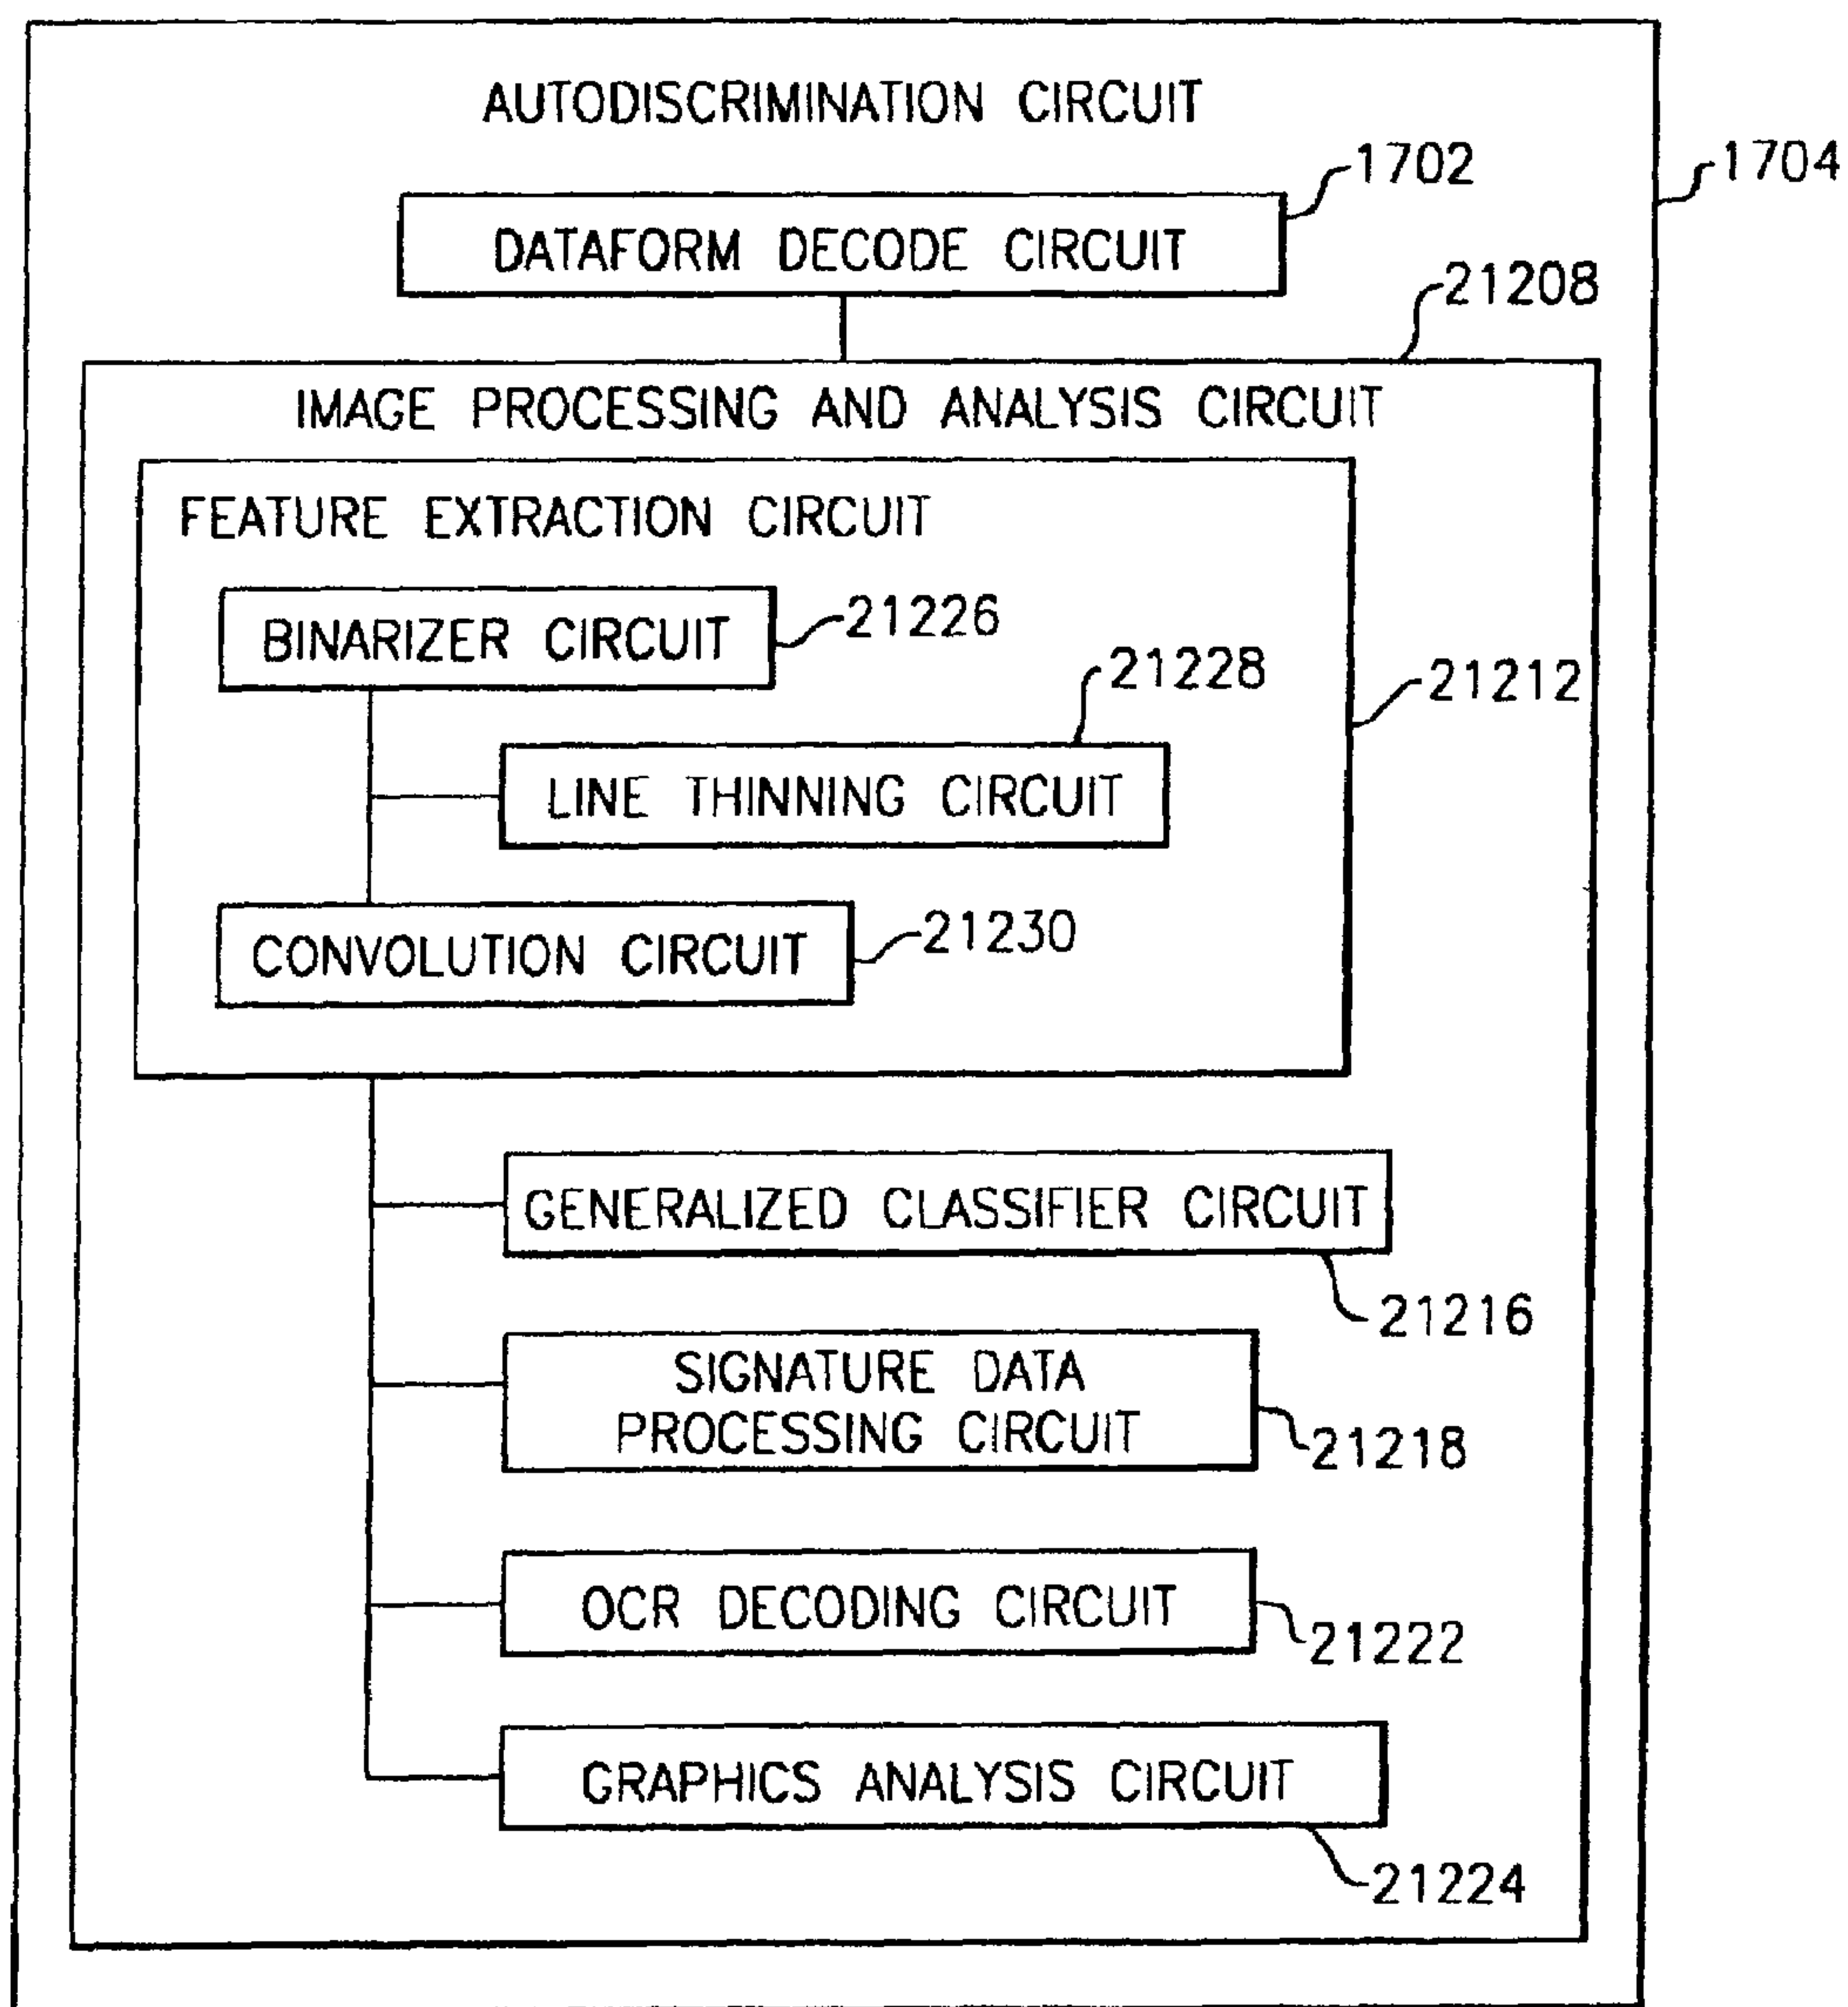 AUTODISCRIMINATION CIRCUIT
1702
1704
DATAFORM DECODE CIRCUIT
21208
IMAGE PROCESSING AND ANALYSIS CIRCUIT
FEATURE EXTRACTION CIRCUIT
BINARIZER CIRCUIT
21226
21228
21212
LINE THINNING CIRCUIT
CONVOLUTION CIRCUIT
21230
GENERALIZED CLASSIFIER CIRCUIT
21216
SIGNATURE DATA
PROCESSING CIRCUIT
21218
OCR DECODING CIRCUIT
21222
GRAPHICS ANALYSIS CIRCUIT
21224